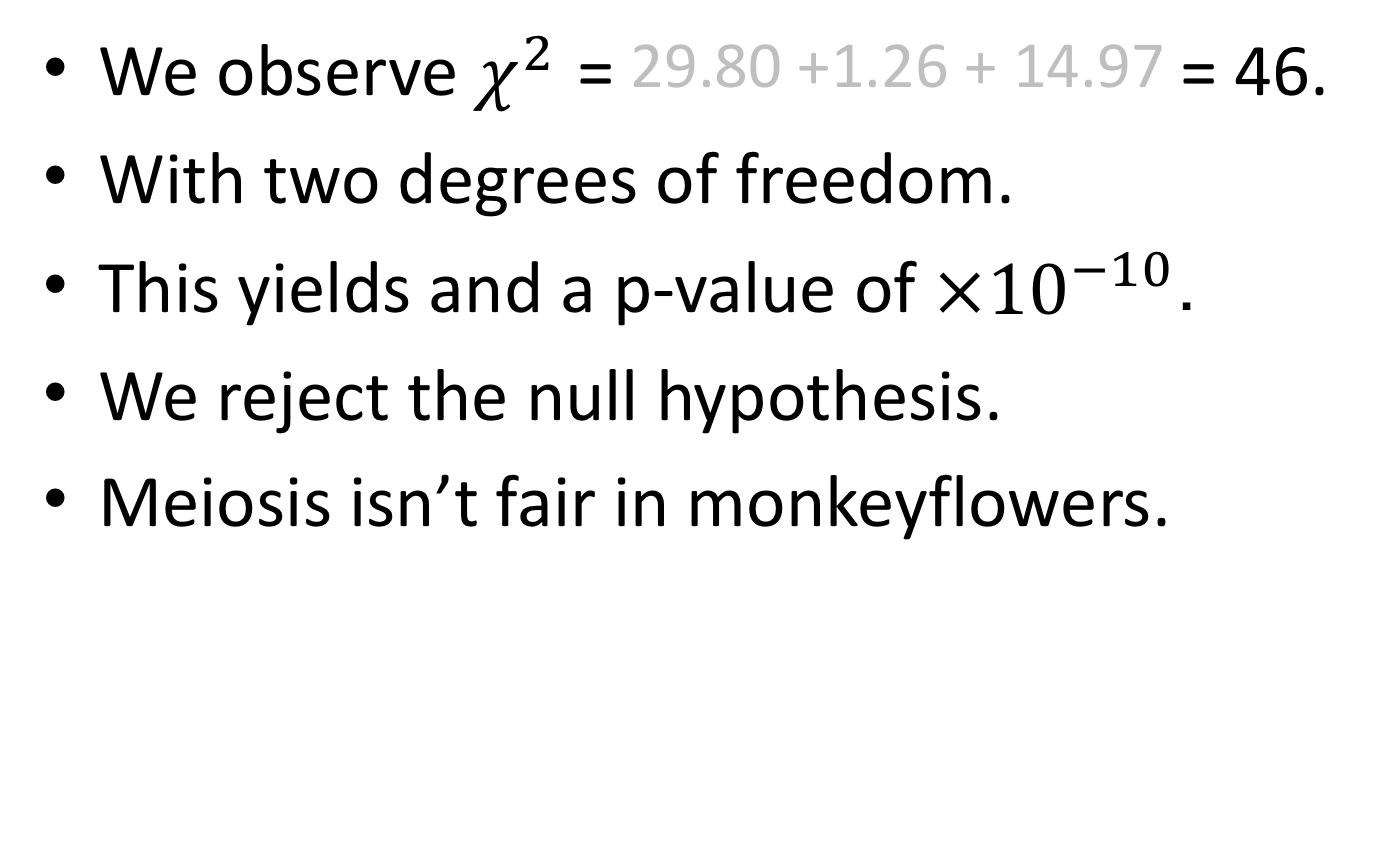 • We observe χ² = 29.80 +1.26 + 14.97 = 46.
• With two degrees of freedom.
• This yields and a p-value of ×10⁻¹⁰.
• We reject the null hypothesis.
• Meiosis isn’t fair in monkeyflowers.